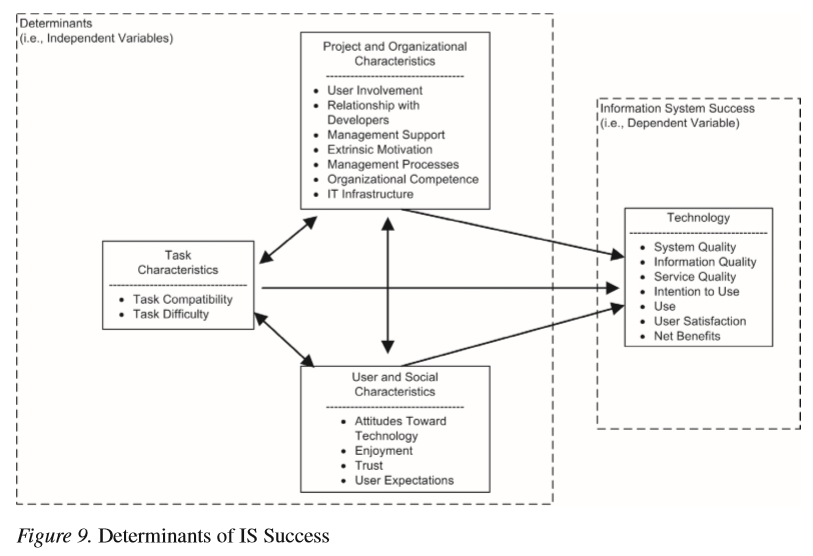 Determinants
(i.e., Independent Variables)
Project and Organizational
Characteristics
• User Involvement
• Relationship with
Developers
• Management Support
• Extrinsic Motivation
• Management Processes
• Organizational Competence
• IT Infrastructure
Task
Characteristics
• Task Compatibility
• Task Difficulty
User and Social
Characteristics
• Attitudes Toward
Technology
• Enjoyment
• Trust
• User Expectations
Information System Success
(i.e., Dependent Variable)
Technology
• System Quality
• Information Quality
• Service Quality
• Intention to Use
• Use
• User Satisfaction
• Net Benefits
Figure 9. Determinants of IS Success